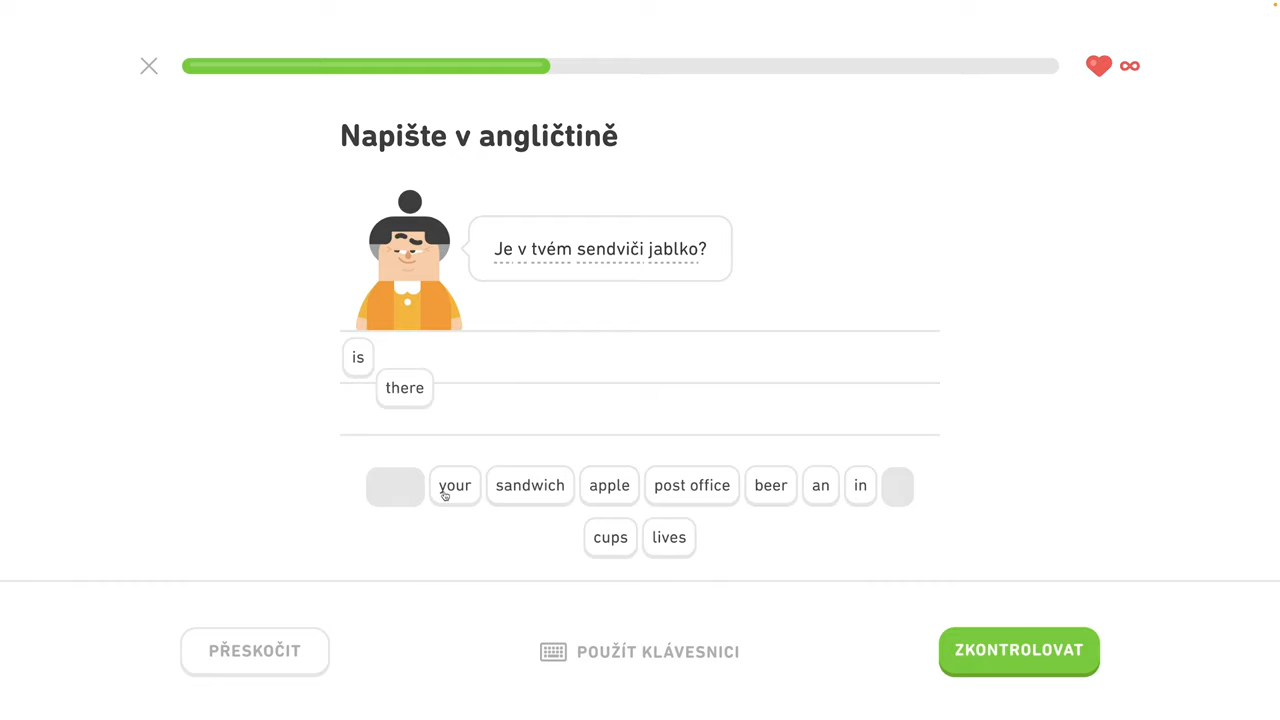 ∞
Napište v angličtině
Je v tvém sendviči jablko?
is
there
your sandwich apple post office beer an in
cups lives
PŘESKOČIT
POUŽÍT KLÁVESNICI
ZKONTROLOVAT